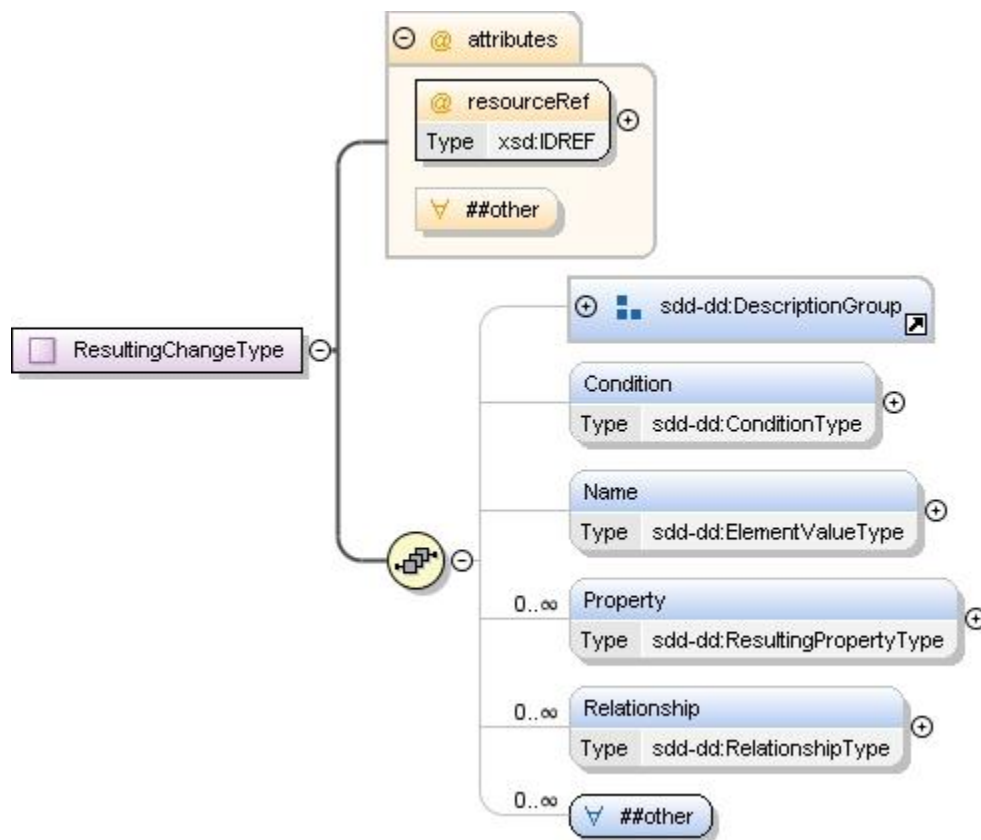 @ attributes
@ resourceRef
Type xsd:IDREF
∀ ##other
ResultingChangeType
sdd-dd:DescriptionGroup
Condition
Type sdd-dd:ConditionType
Name
Type sdd-dd:ElementValueType
0..∞ Property
Type sdd-dd:ResultingPropertyType
0..∞ Relationship
Type sdd-dd:RelationshipType
0..∞ ∀ ##other